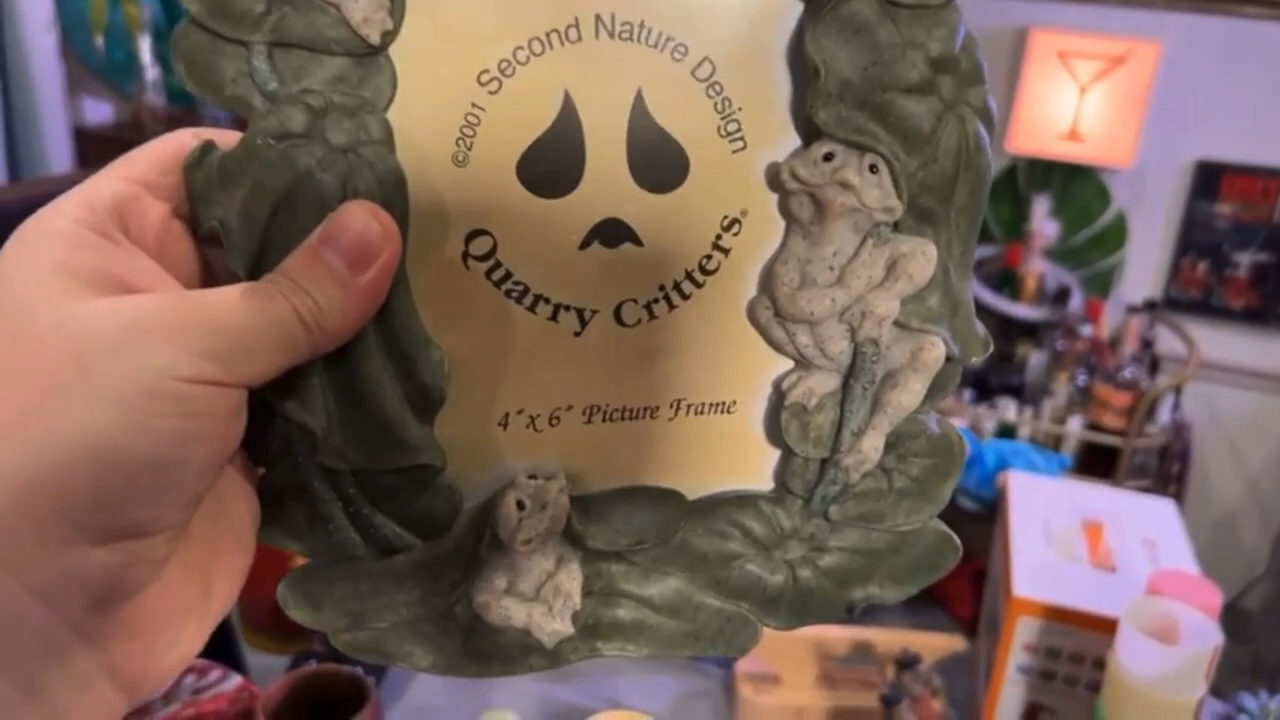 ©2001 Second Nature Design
Quarry Critters®
4"x 6" Picture Frame